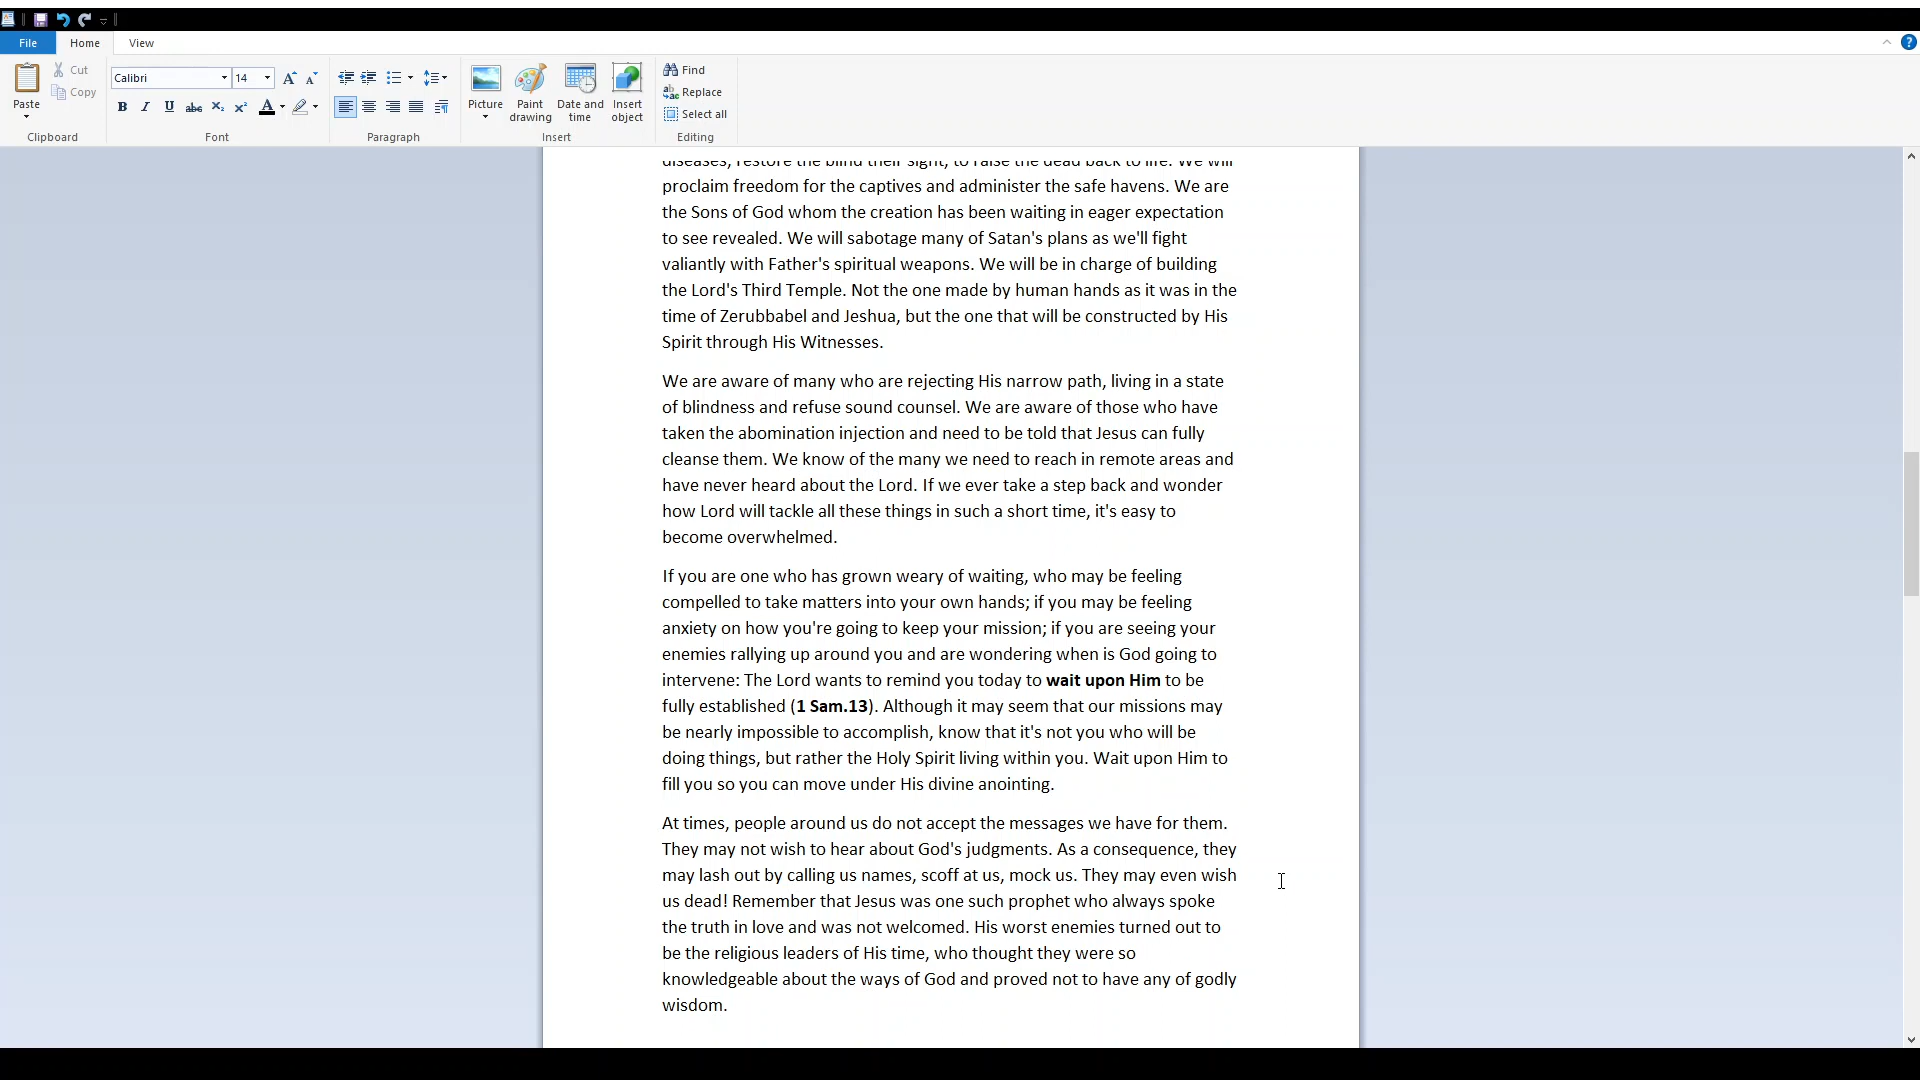 File
Home
View
Paste
Cut
Copy
Clipboard
Calibri
14
Font
Paragraph
Picture
Paint drawing
Date and time
Insert object
Insert
Find
Replace
Select all
Editing
diseases, restore the blind their sight, to raise the dead back to life. We will
proclaim freedom for the captives and administer the safe havens. We are
the Sons of God whom the creation has been waiting in eager expectation
to see revealed. We will sabotage many of Satan's plans as we'll fight
valiantly with Father's spiritual weapons. We will be in charge of building
the Lord's Third Temple. Not the one made by human hands as it was in the
time of Zerubbabel and Jeshua, but the one that will be constructed by His
Spirit through His Witnesses.
We are aware of many who are rejecting His narrow path, living in a state
of blindness and refuse sound counsel. We are aware of those who have
taken the abomination injection and need to be told that Jesus can fully
cleanse them. We know of the many we need to reach in remote areas and
have never heard about the Lord. If we ever take a step back and wonder
how Lord will tackle all these things in such a short time, it's easy to
become overwhelmed.
If you are one who has grown weary of waiting, who may be feeling
compelled to take matters into your own hands; if you may be feeling
anxiety on how you're going to keep your mission; if you are seeing your
enemies rallying up around you and are wondering when is God going to
intervene: The Lord wants to remind you today to wait upon Him to be
fully established (1 Sam.13). Although it may seem that our missions may
be nearly impossible to accomplish, know that it's not you who will be
doing things, but rather the Holy Spirit living within you. Wait upon Him to
fill you so you can move under His divine anointing.
At times, people around us do not accept the messages we have for them.
They may not wish to hear about God's judgments. As a consequence, they
may lash out by calling us names, scoff at us, mock us. They may even wish
us dead! Remember that Jesus was one such prophet who always spoke
the truth in love and was not welcomed. His worst enemies turned out to
be the religious leaders of His time, who thought they were so
knowledgeable about the ways of God and proved not to have any of godly
wisdom.